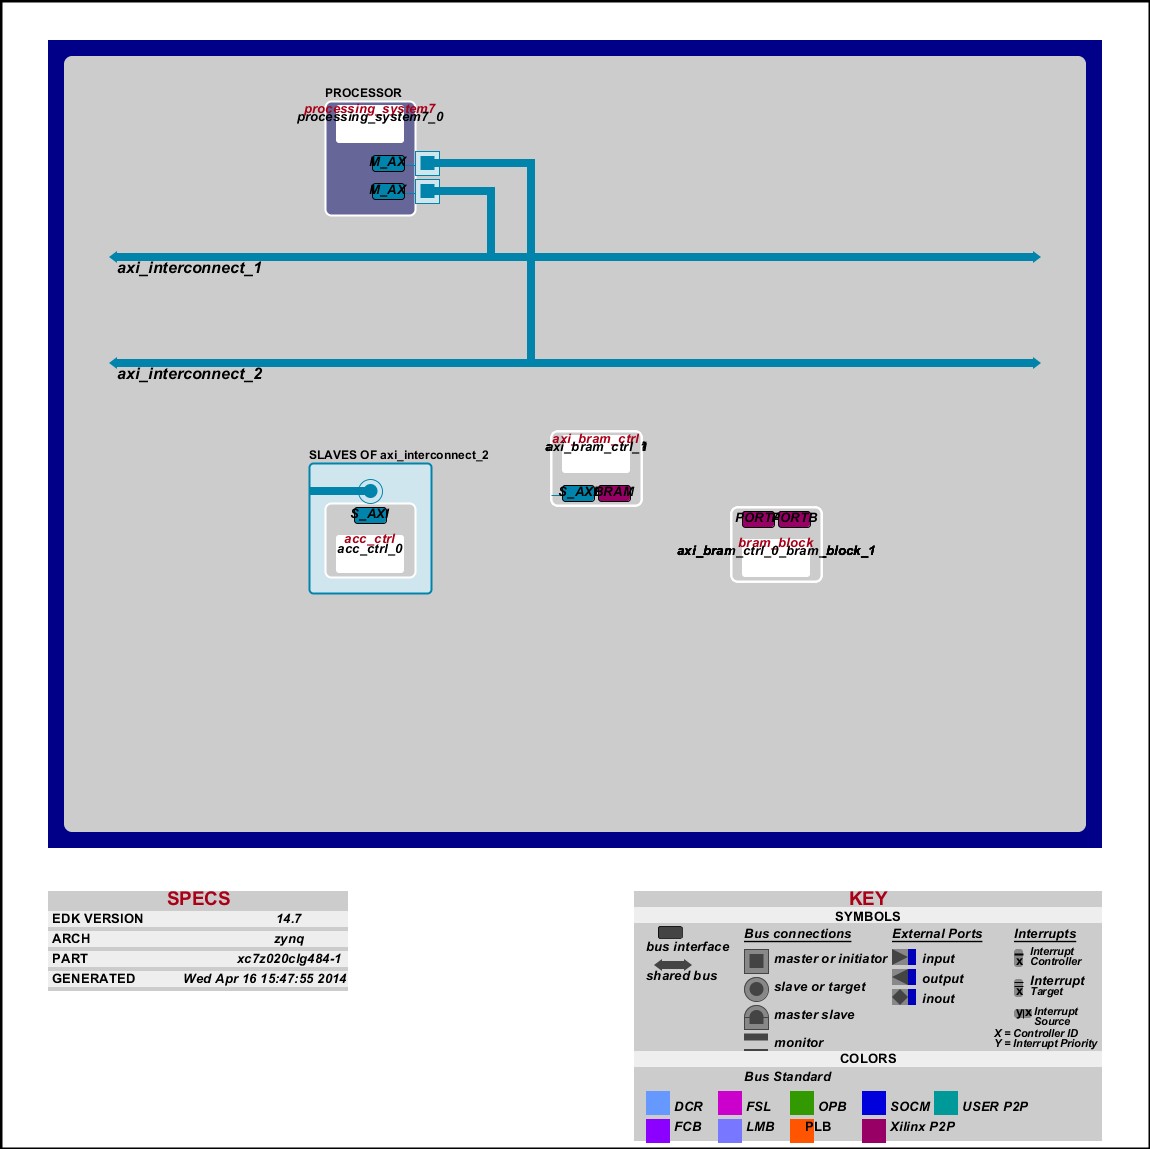 PROCESSOR
processing_system7
processing_system7_0
M_AX
M_AX
axi_interconnect_1
axi_interconnect_2
SLAVES OF axi_interconnect_2
S_AXI
acc_ctrl
acc_ctrl_0
axi_bram_ctrl
axi_bram_ctrl_1
S_AXI BRAM
PORTA PORTB
bram_block
axi_bram_ctrl_0_bram_block_1
SPECS
EDK VERSION 14.7
ARCH zynq
PART xc7z020clg484-1
GENERATED Wed Apr 16 15:47:55 2014
KEY
SYMBOLS
bus interface
shared bus
Bus connections
master or initiator
slave or target
master slave
monitor
External Ports
input
output
inout
Interrupts
x Interrupt
Controller
x Interrupt
Target
y|x Interrupt
Source
X = Controller ID
Y = Interrupt Priority
COLORS
Bus Standard
DCR FSL OPB SOCM USER P2P
FCB LMB PLB Xilinx P2P